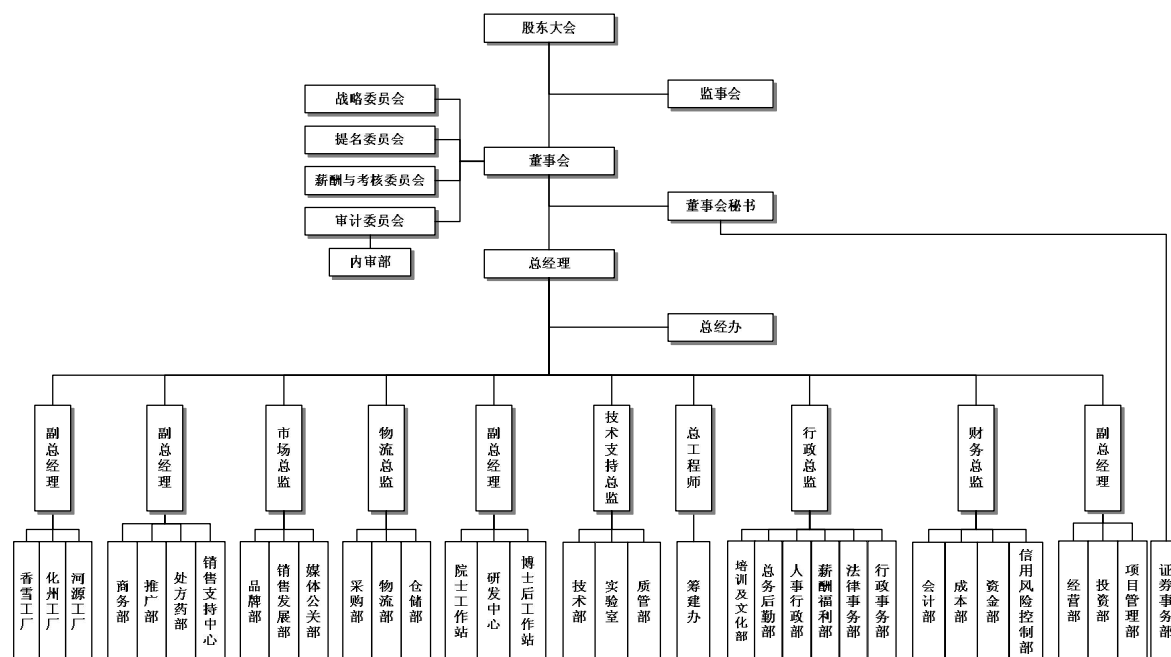 股东大会
监事会
战略委员会
提名委员会
董事会
薪酬与考核委员会
董事会秘书
审计委员会
内审部
总经理
总经办
副总经理
副总经理
市场总监
物流总监
副总经理
技术支持总监
总工程师
行政总监
财务总监
副总经理
香雪工厂
化州工厂
河源工厂
商务部
推广部
处方药部
销售支持中心
品牌部
销售发展部
媒体公关部
采购部
物流部
仓储部
院士工作站
研发中心
博士后工作站
技术部
实验室
质管部
筹建办
培训及文化部
总务后勤部
人事行政部
薪酬福利部
法律事务部
行政事务部
会计部
成本部
资金部
信用风险控制部
经营部
投资部
项目管理部
证券事务部